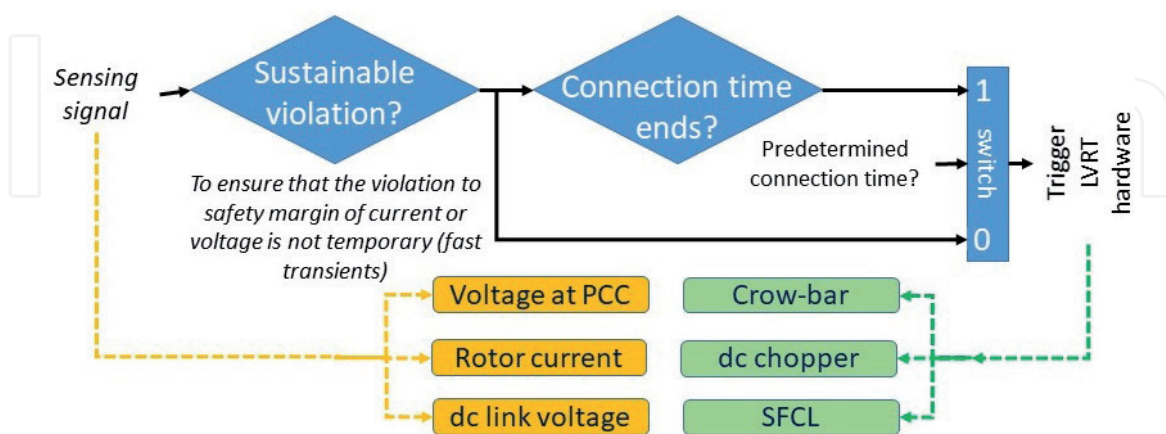 Sensing
signal
Sustainable
violation?
To ensure that the violation to
safety margin of current or
voltage is not temporary (fast
transients)
Connection time
ends?
Predetermined
connection time?
1
switch
0
Trigger
LVRT
hardware
Voltage at PCC
Rotor current
dc link voltage
Crow-bar
dc chopper
SFCL